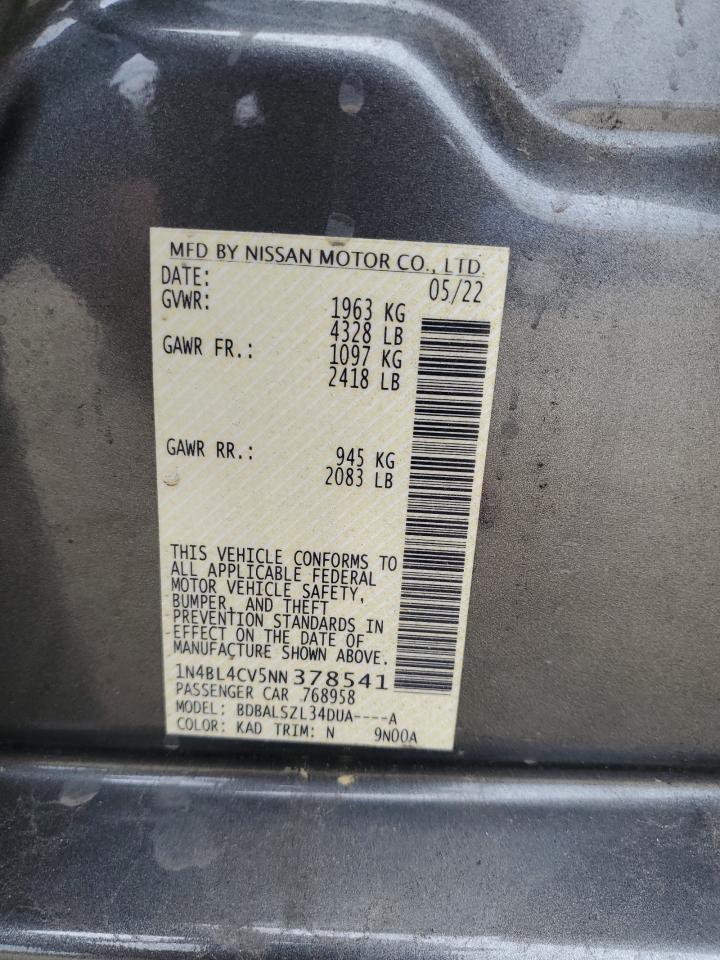 MFD BY NISSAN MOTOR CO., LTD.
DATE: 05/22
GVWR: 1963 KG
4328 LB
GAWR FR.: 1097 KG
2418 LB
GAWR RR.: 945 KG
2083 LB
THIS VEHICLE CONFORMS TO
ALL APPLICABLE FEDERAL
MOTOR VEHICLE SAFETY,
BUMPER, AND THEFT
PREVENTION STANDARDS IN
EFFECT ON THE DATE OF
MANUFACTURE SHOWN ABOVE.
1N4BL4CV5NN378541
PASSENGER CAR 768958
MODEL: BDBALSZL34DUA----A
COLOR: KAD TRIM: N 9N00A